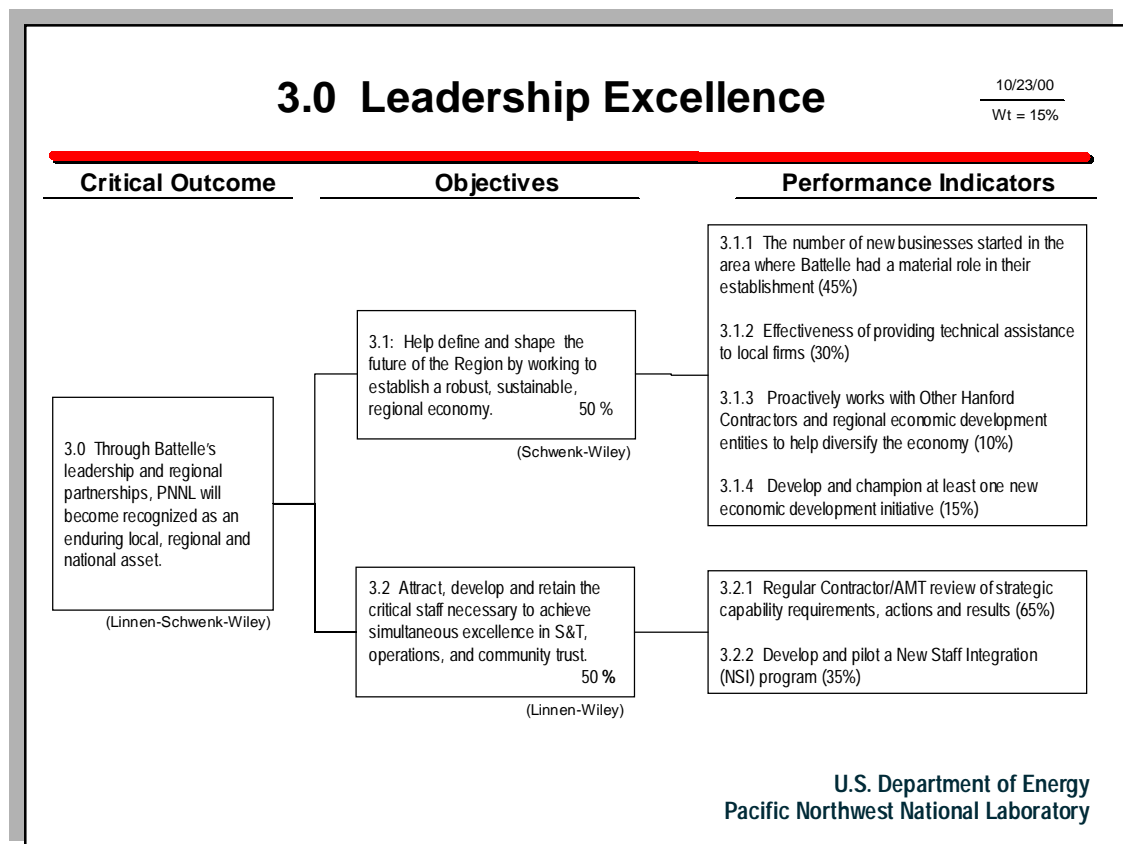 3.0 Leadership Excellence
10/23/00
Wt = 15%
Critical Outcome
Objectives
Performance Indicators
3.0 Through Battelle's
leadership and regional
partnerships, PNNL will
become recognized as an
enduring local, regional and
national asset.
(Linnen-Schwenk-Wiley)
3.1: Help define and shape the
future of the Region by working to
establish a robust, sustainable,
regional economy. 50 %
(Schwenk-Wiley)
3.2 Attract, develop and retain the
critical staff necessary to achieve
simultaneous excellence in S&T,
operations, and community trust.
50 %
(Linnen-Wiley)
3.1.1 The number of new businesses started in the
area where Battelle had a material role in their
establishment (45%)
3.1.2 Effectiveness of providing technical assistance
to local firms (30%)
3.1.3 Proactively works with Other Hanford
Contractors and regional economic development
entities to help diversify the economy (10%)
3.1.4 Develop and champion at least one new
economic development initiative (15%)
3.2.1 Regular Contractor/AMT review of strategic
capability requirements, actions and results (65%)
3.2.2 Develop and pilot a New Staff Integration
(NSI) program (35%)
U.S. Department of Energy
Pacific Northwest National Laboratory